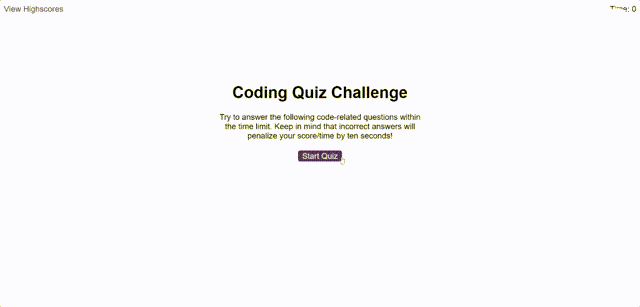 View Highscores
Time: 0
Coding Quiz Challenge
Try to answer the following code-related questions within
the time limit. Keep in mind that incorrect answers will
penalize your score/time by ten seconds!
Start Quiz